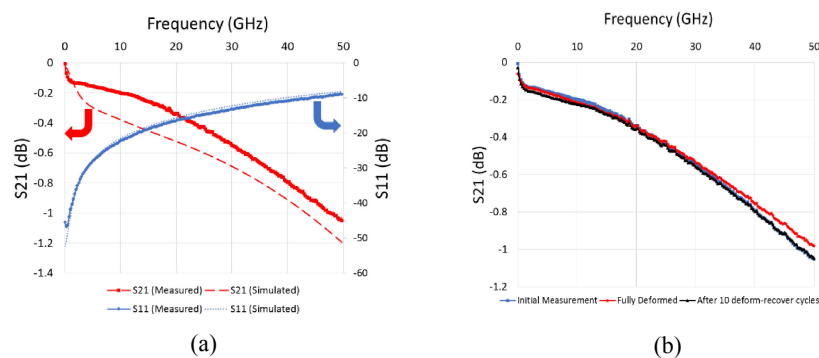 Frequency (GHz)
0 10 20 30 40 50
0 0
-0.2 -10
-0.4 -20
-0.6 -30
-0.8 -40
-1 -50
-1.2
-1.4 -60
S21 (dB)
S11 (dB)
S21 (Measured) S21 (Simulated)
S11 (Measured) S11 (Simulated)
(a)
Frequency (GHz)
0 10 20 30 40 50
0
-0.2
-0.4
-0.6
-0.8
-1
-1.2
S21 (dB)
Initial Measurement Fully Deformed After 10 deform-recover cycles
(b)